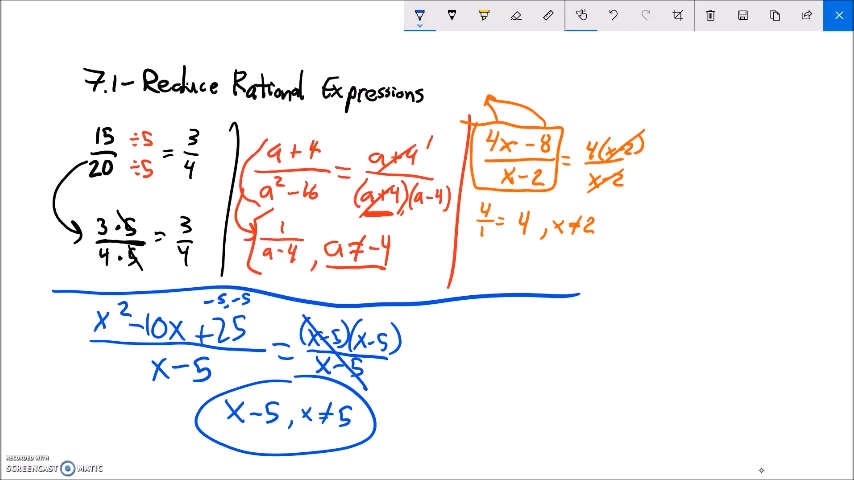 7.1 - Reduce Rational Expressions
15/20 ÷5/÷5 = 3/4
3·5/4·5 = 3/4
a+4/a²-16 = a+4/(a+4)(a-4) 1
1/a-4 , a≠-4
4x-8/x-2 = 4(x-2)/x-2
4/1 = 4 , x≠2
-5,-5
x²-10x+25/x-5 = (x-5)(x-5)/x-5
x-5 , x≠5
RECORDED WITH
SCREENCAST MATIC